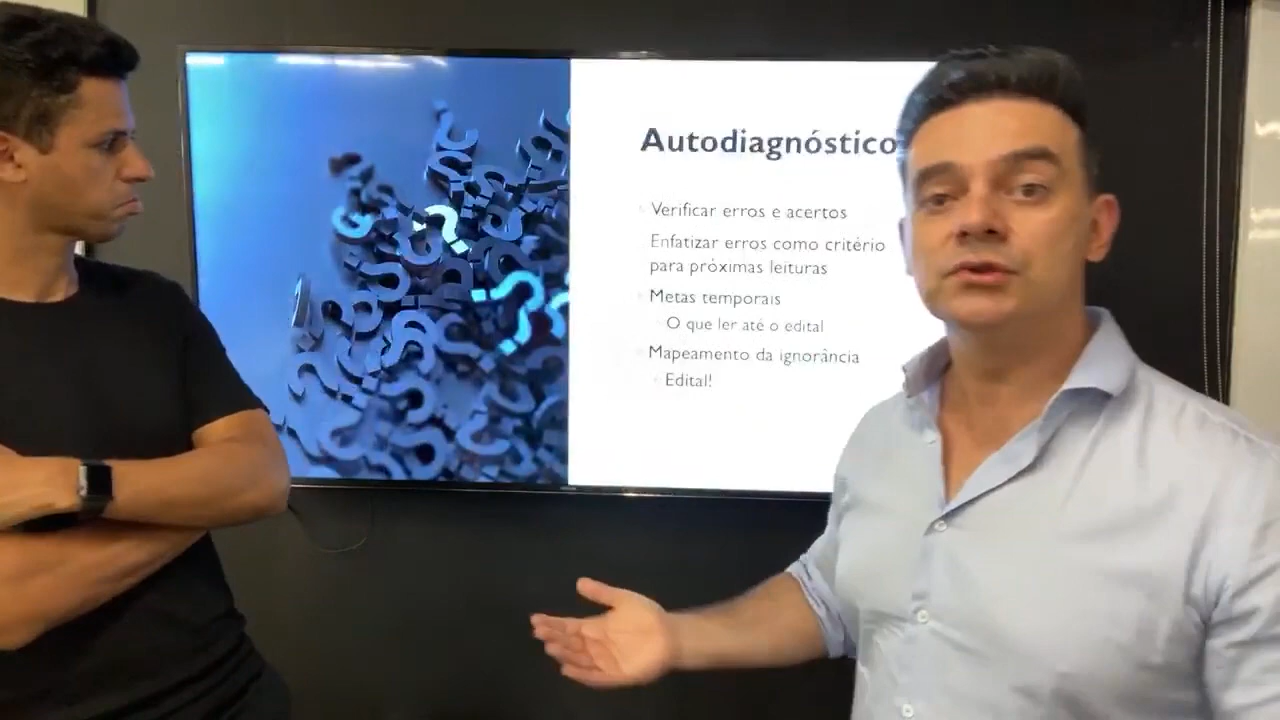 Autodiagnóstico
Verificar erros e acertos
Enfatizar erros como critério
para próximas leituras
Metas temporais
O que ler até o edital
Mapeamento da ignorância
Edital!